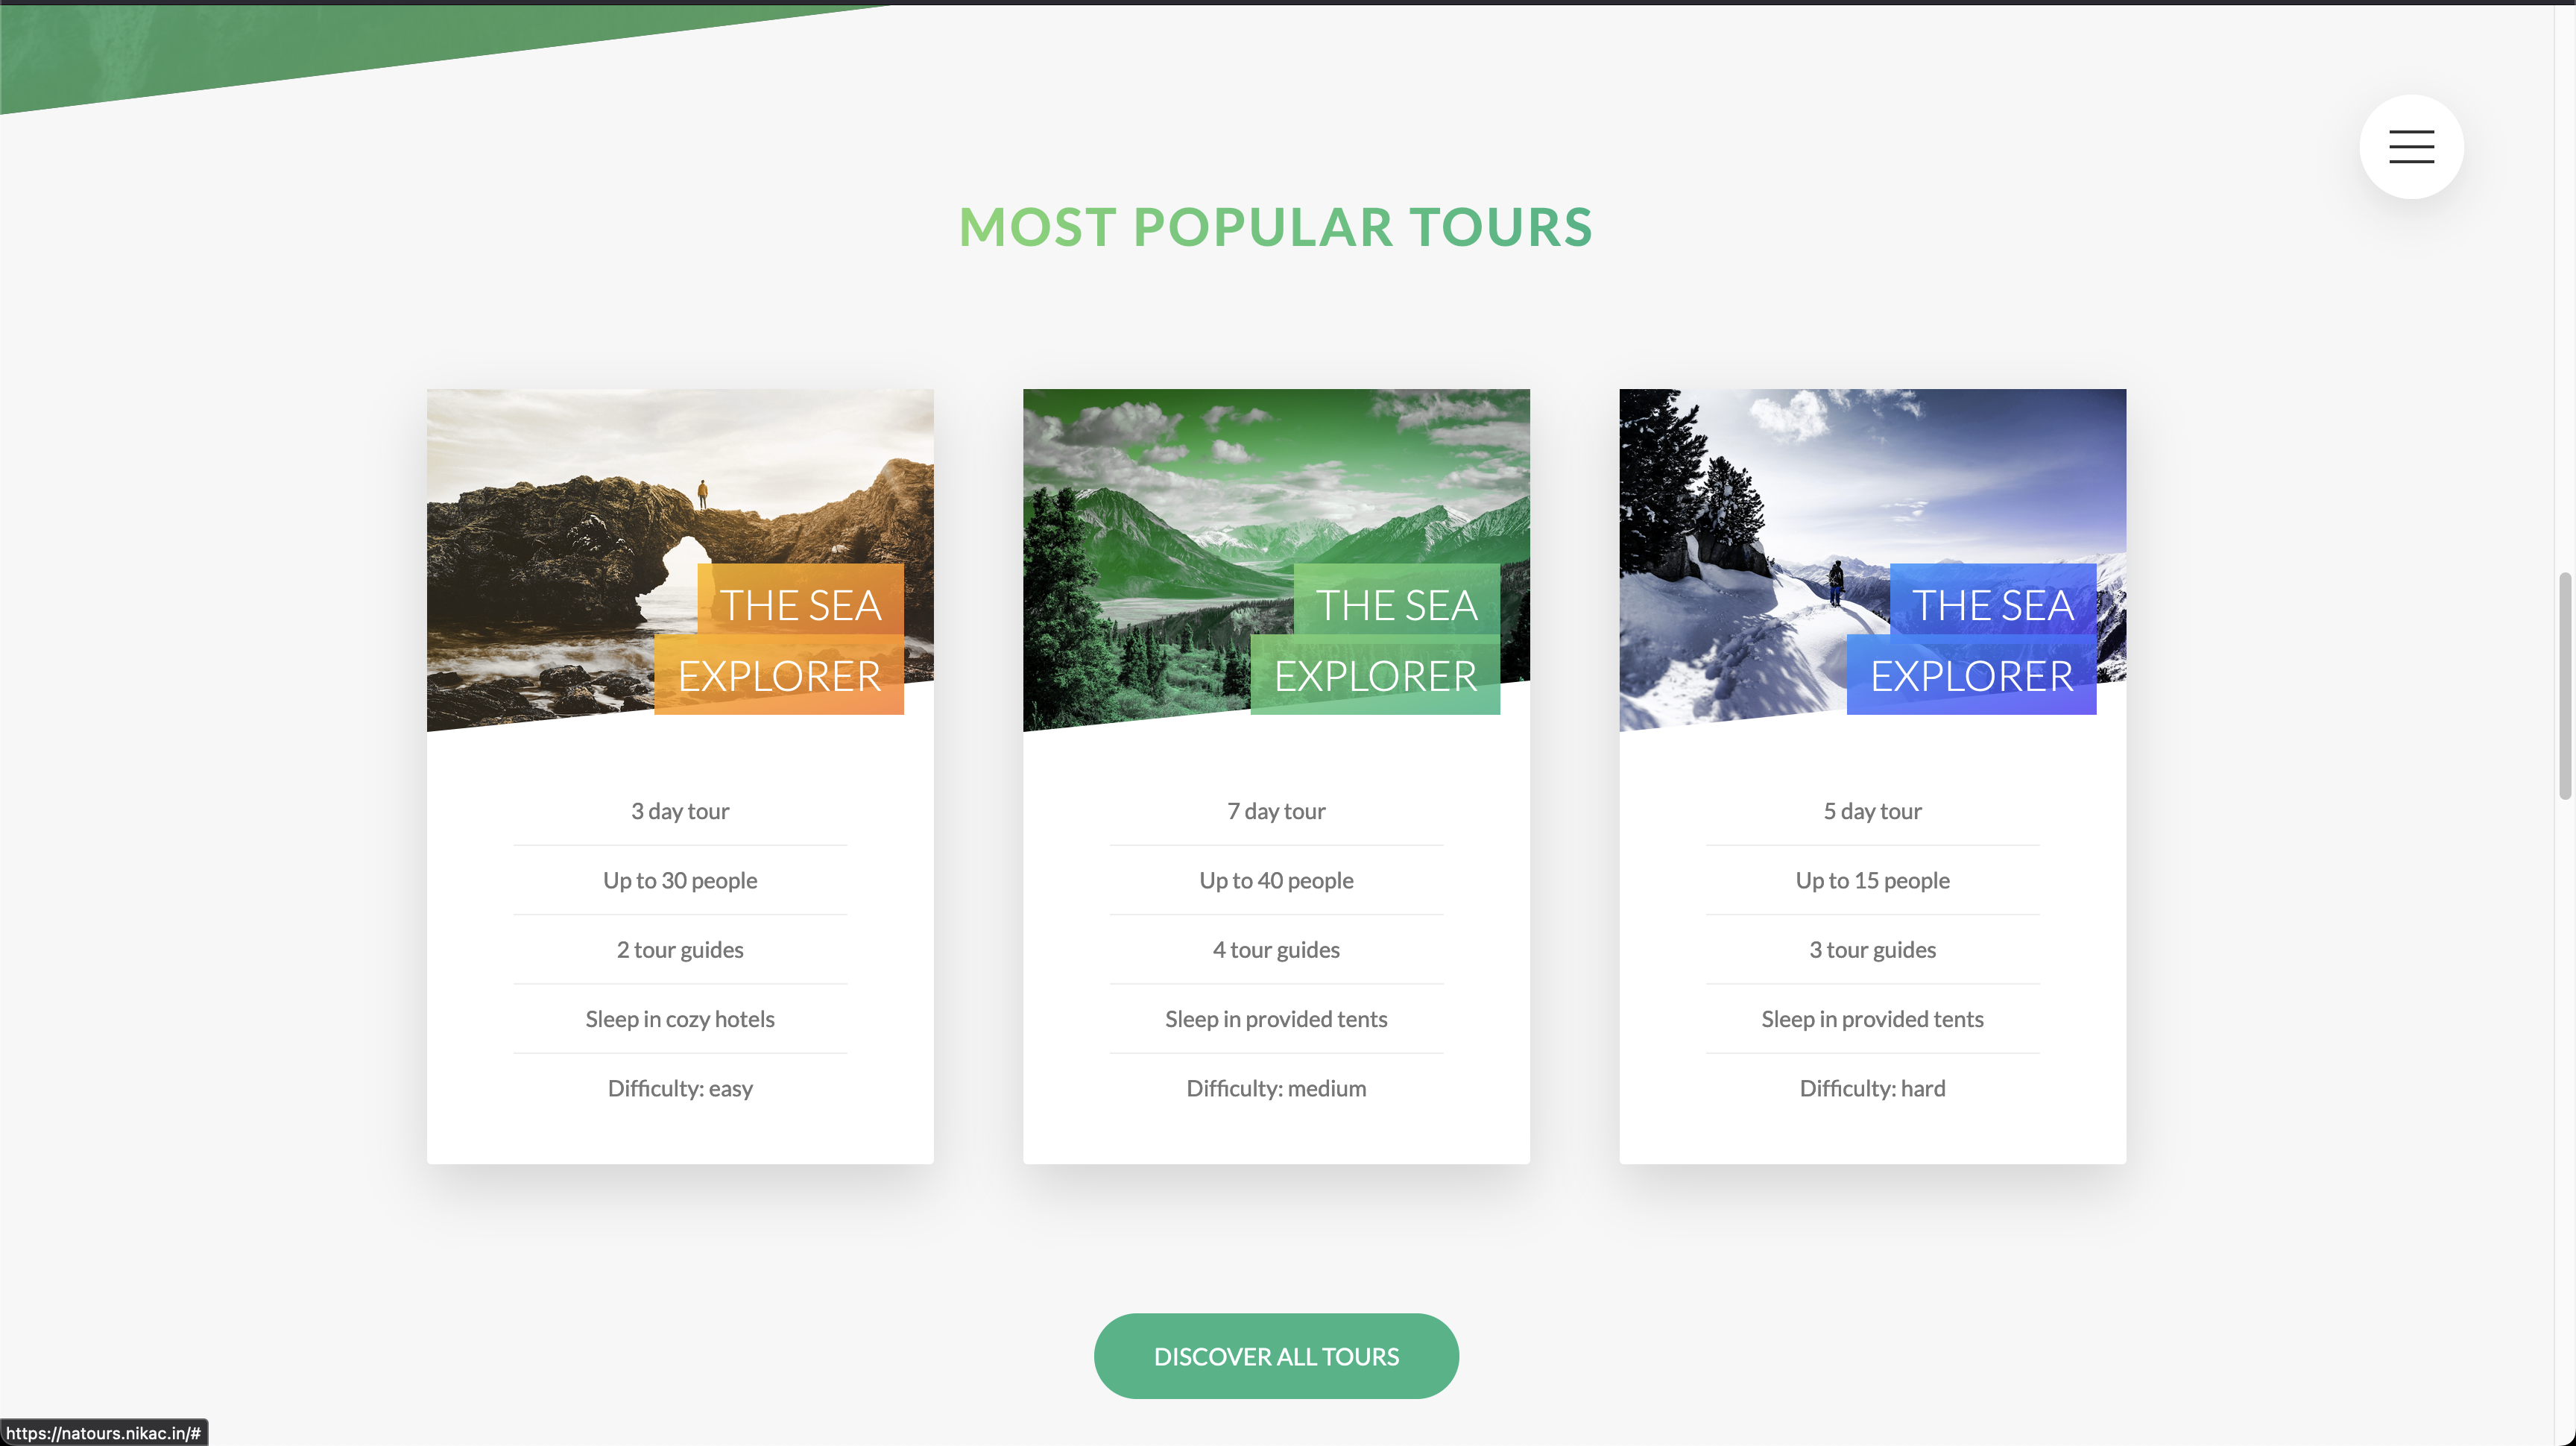 MOST POPULAR TOURS
THE SEA
EXPLORER
3 day tour
Up to 30 people
2 tour guides
Sleep in cozy hotels
Difficulty: easy
THE SEA
EXPLORER
7 day tour
Up to 40 people
4 tour guides
Sleep in provided tents
Difficulty: medium
THE SEA
EXPLORER
5 day tour
Up to 15 people
3 tour guides
Sleep in provided tents
Difficulty: hard
DISCOVER ALL TOURS
https://natours.nikac.in/#